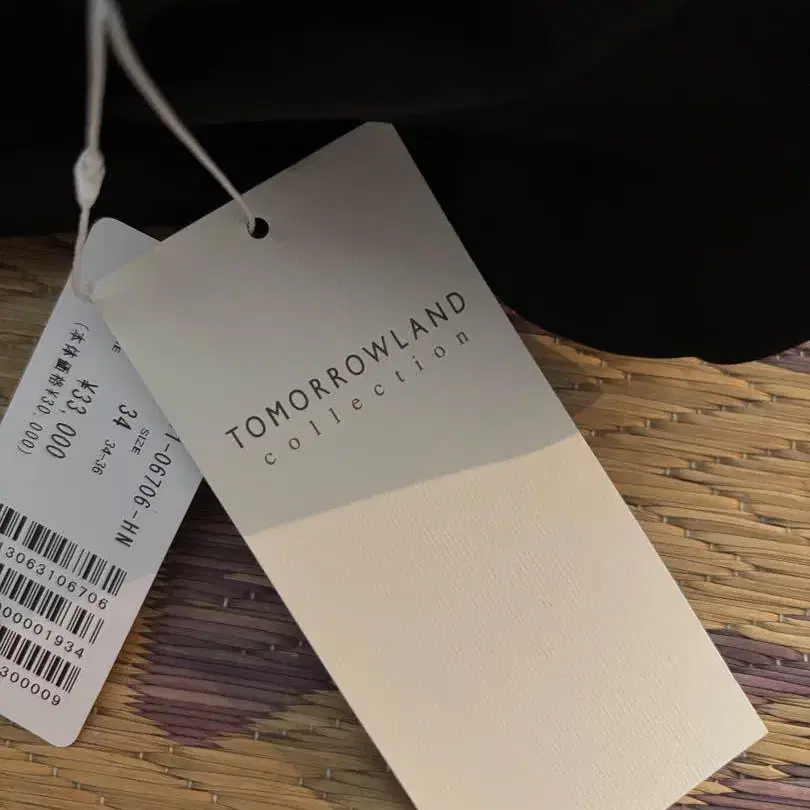 TOMORROWLAND
collection
1-06706-HN
SIZE
34 34-36
¥33,000
(本体価格¥30,000)
3063106706
00001934
300009